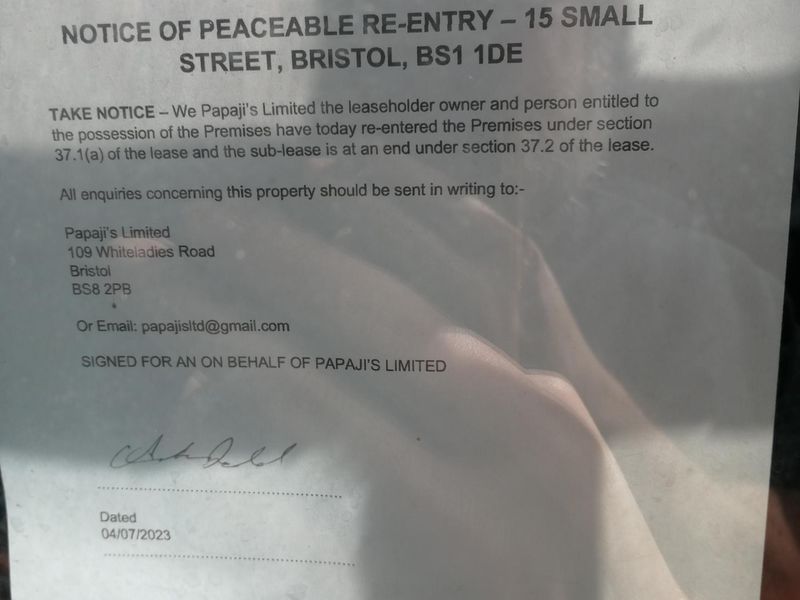 NOTICE OF PEACEABLE RE-ENTRY – 15 SMALL
STREET, BRISTOL, BS1 1DE
TAKE NOTICE – We Papaji's Limited the leaseholder owner and person entitled to
the possession of the Premises have today re-entered the Premises under section
37.1(a) of the lease and the sub-lease is at an end under section 37.2 of the lease.
All enquiries concerning this property should be sent in writing to:-
Papaji's Limited
109 Whiteladies Road
Bristol
BS8 2PB
Or Email: papajisltd@gmail.com
SIGNED FOR AN ON BEHALF OF PAPAJI'S LIMITED
Dated
04/07/2023